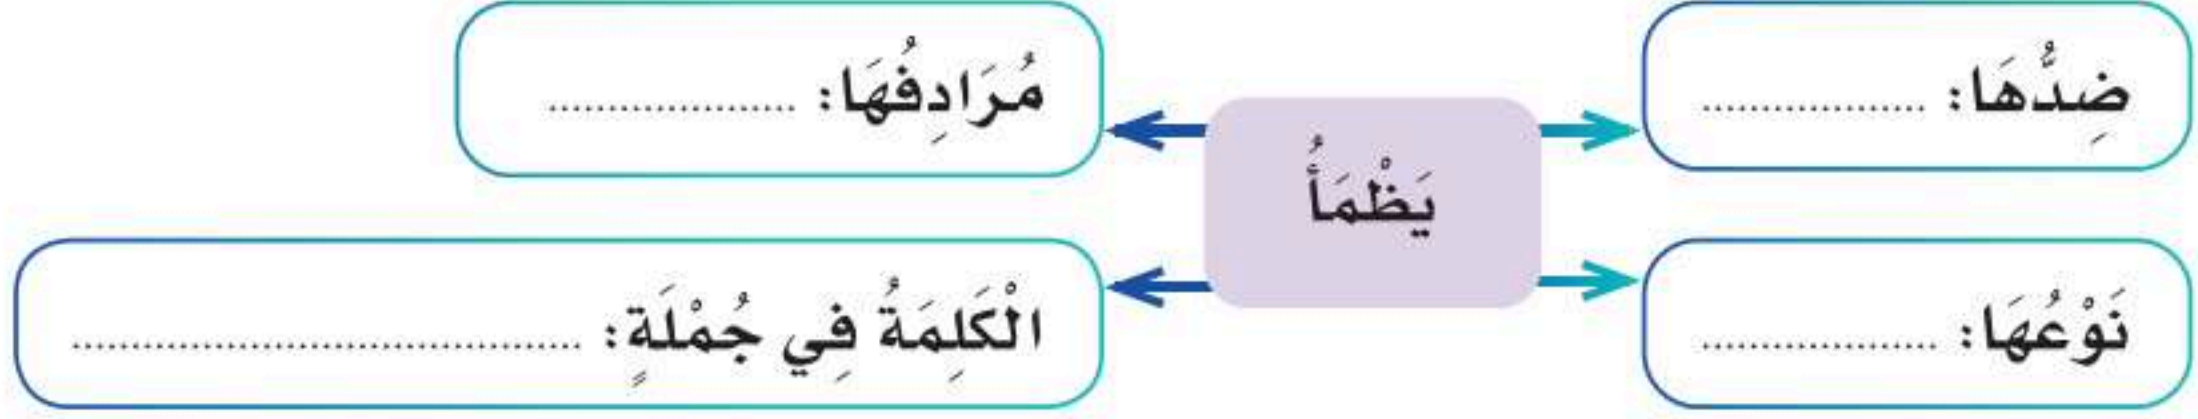 ضِدُّهَا: ....................
مُرَادِفُهَا: ......................
يَظْمَأُ
نَوْعُهَا: .....................
الْكَلِمَةُ فِي جُمْلَةٍ: .............................................